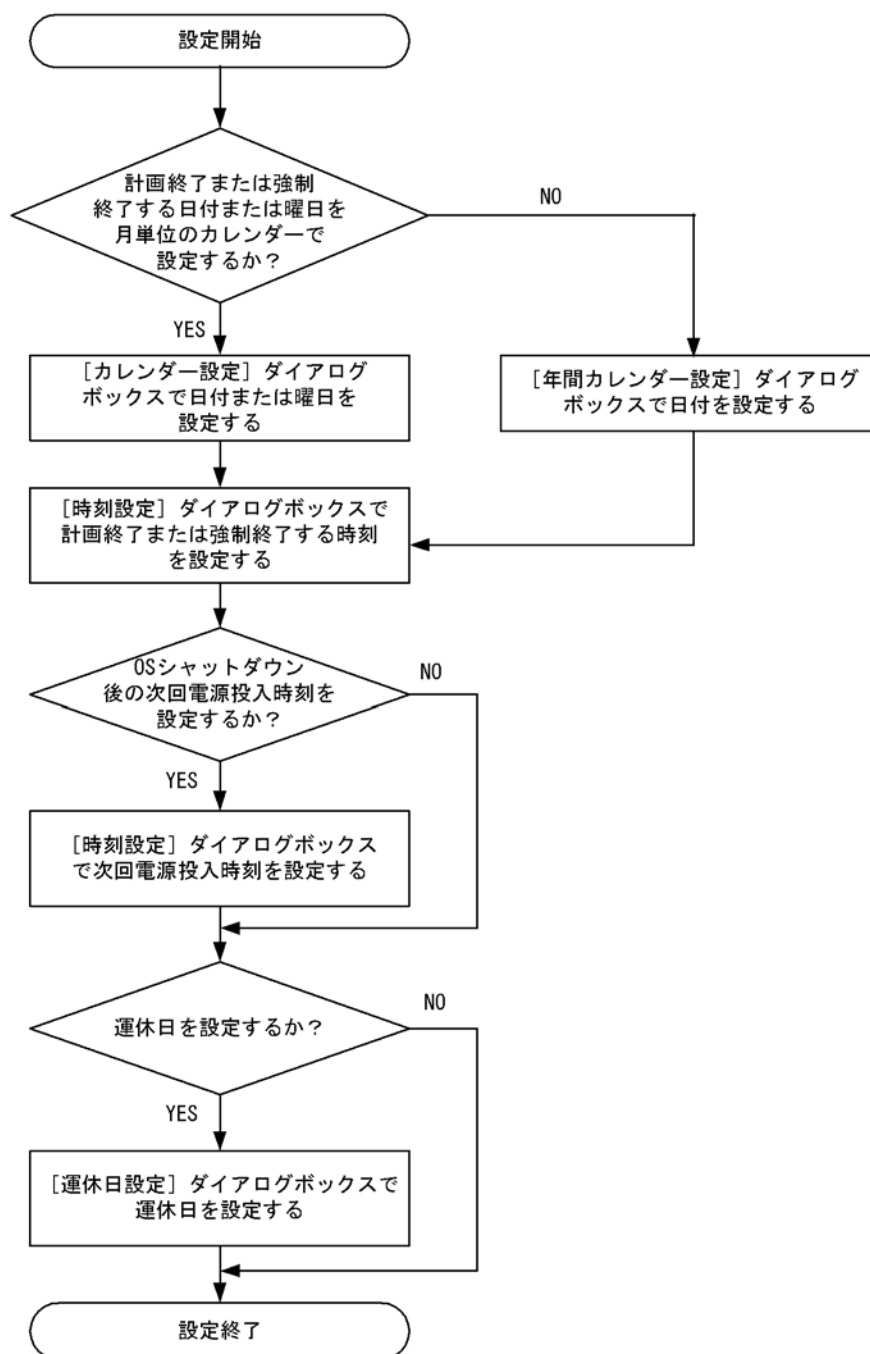 設定開始
計画終了または強制
終了する日付または曜日を
月単位のカレンダーで
設定するか？
NO
YES
［カレンダー設定］ダイアログ
ボックスで日付または曜日を
設定する
［年間カレンダー設定］ダイアログ
ボックスで日付を設定する
［時刻設定］ダイアログボックスで
計画終了または強制終了する時刻
を設定する
OSシャットダウン
後の次回電源投入時刻を
設定するか？
NO
YES
［時刻設定］ダイアログボックス
で次回電源投入時刻を設定する
運休日を設定するか？
NO
YES
［運休日設定］ダイアログボックスで
運休日を設定する
設定終了